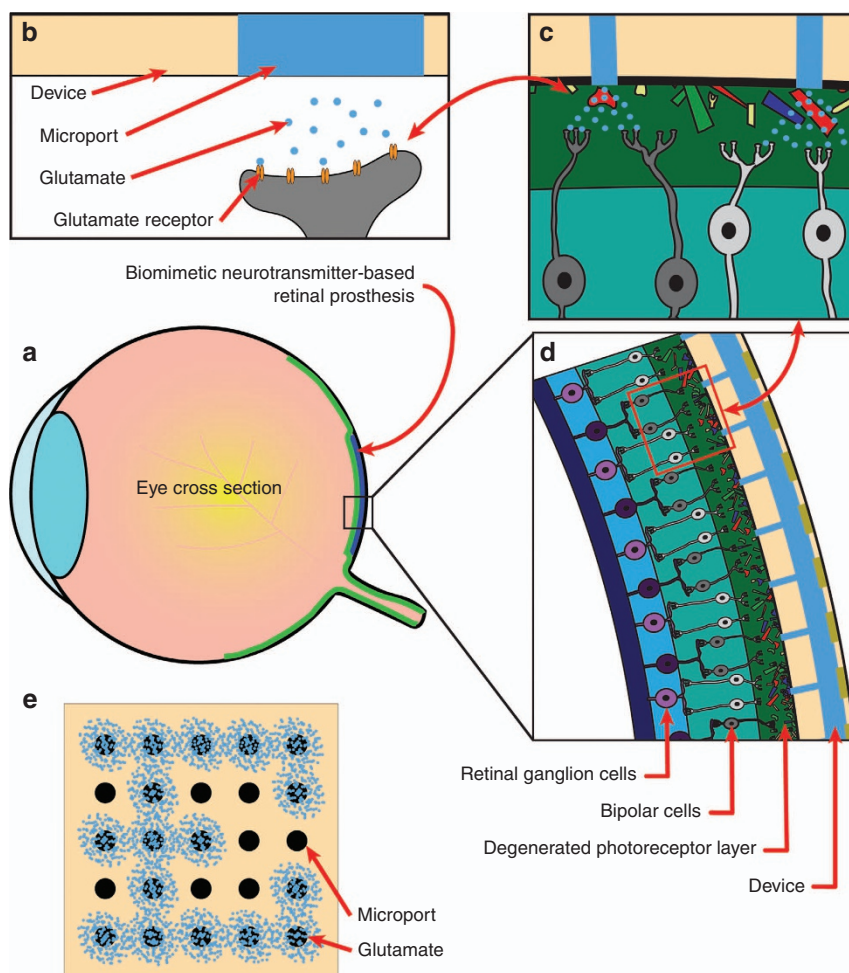 b
Device
Microport
Glutamate
Glutamate receptor
c
Biomimetic neurotransmitter-based
retinal prosthesis
a
Eye cross section
d
Retinal ganglion cells
Bipolar cells
Degenerated photoreceptor layer
Device
e
Microport
Glutamate